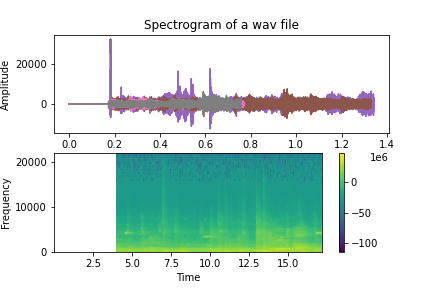 Spectrogram of a wav file
Amplitude
20000
0
0.0 0.2 0.4 0.6 0.8 1.0 1.2 1.4
1e6
Frequency
20000
10000
0
2.5 5.0 7.5 10.0 12.5 15.0
Time
0
−50
−100